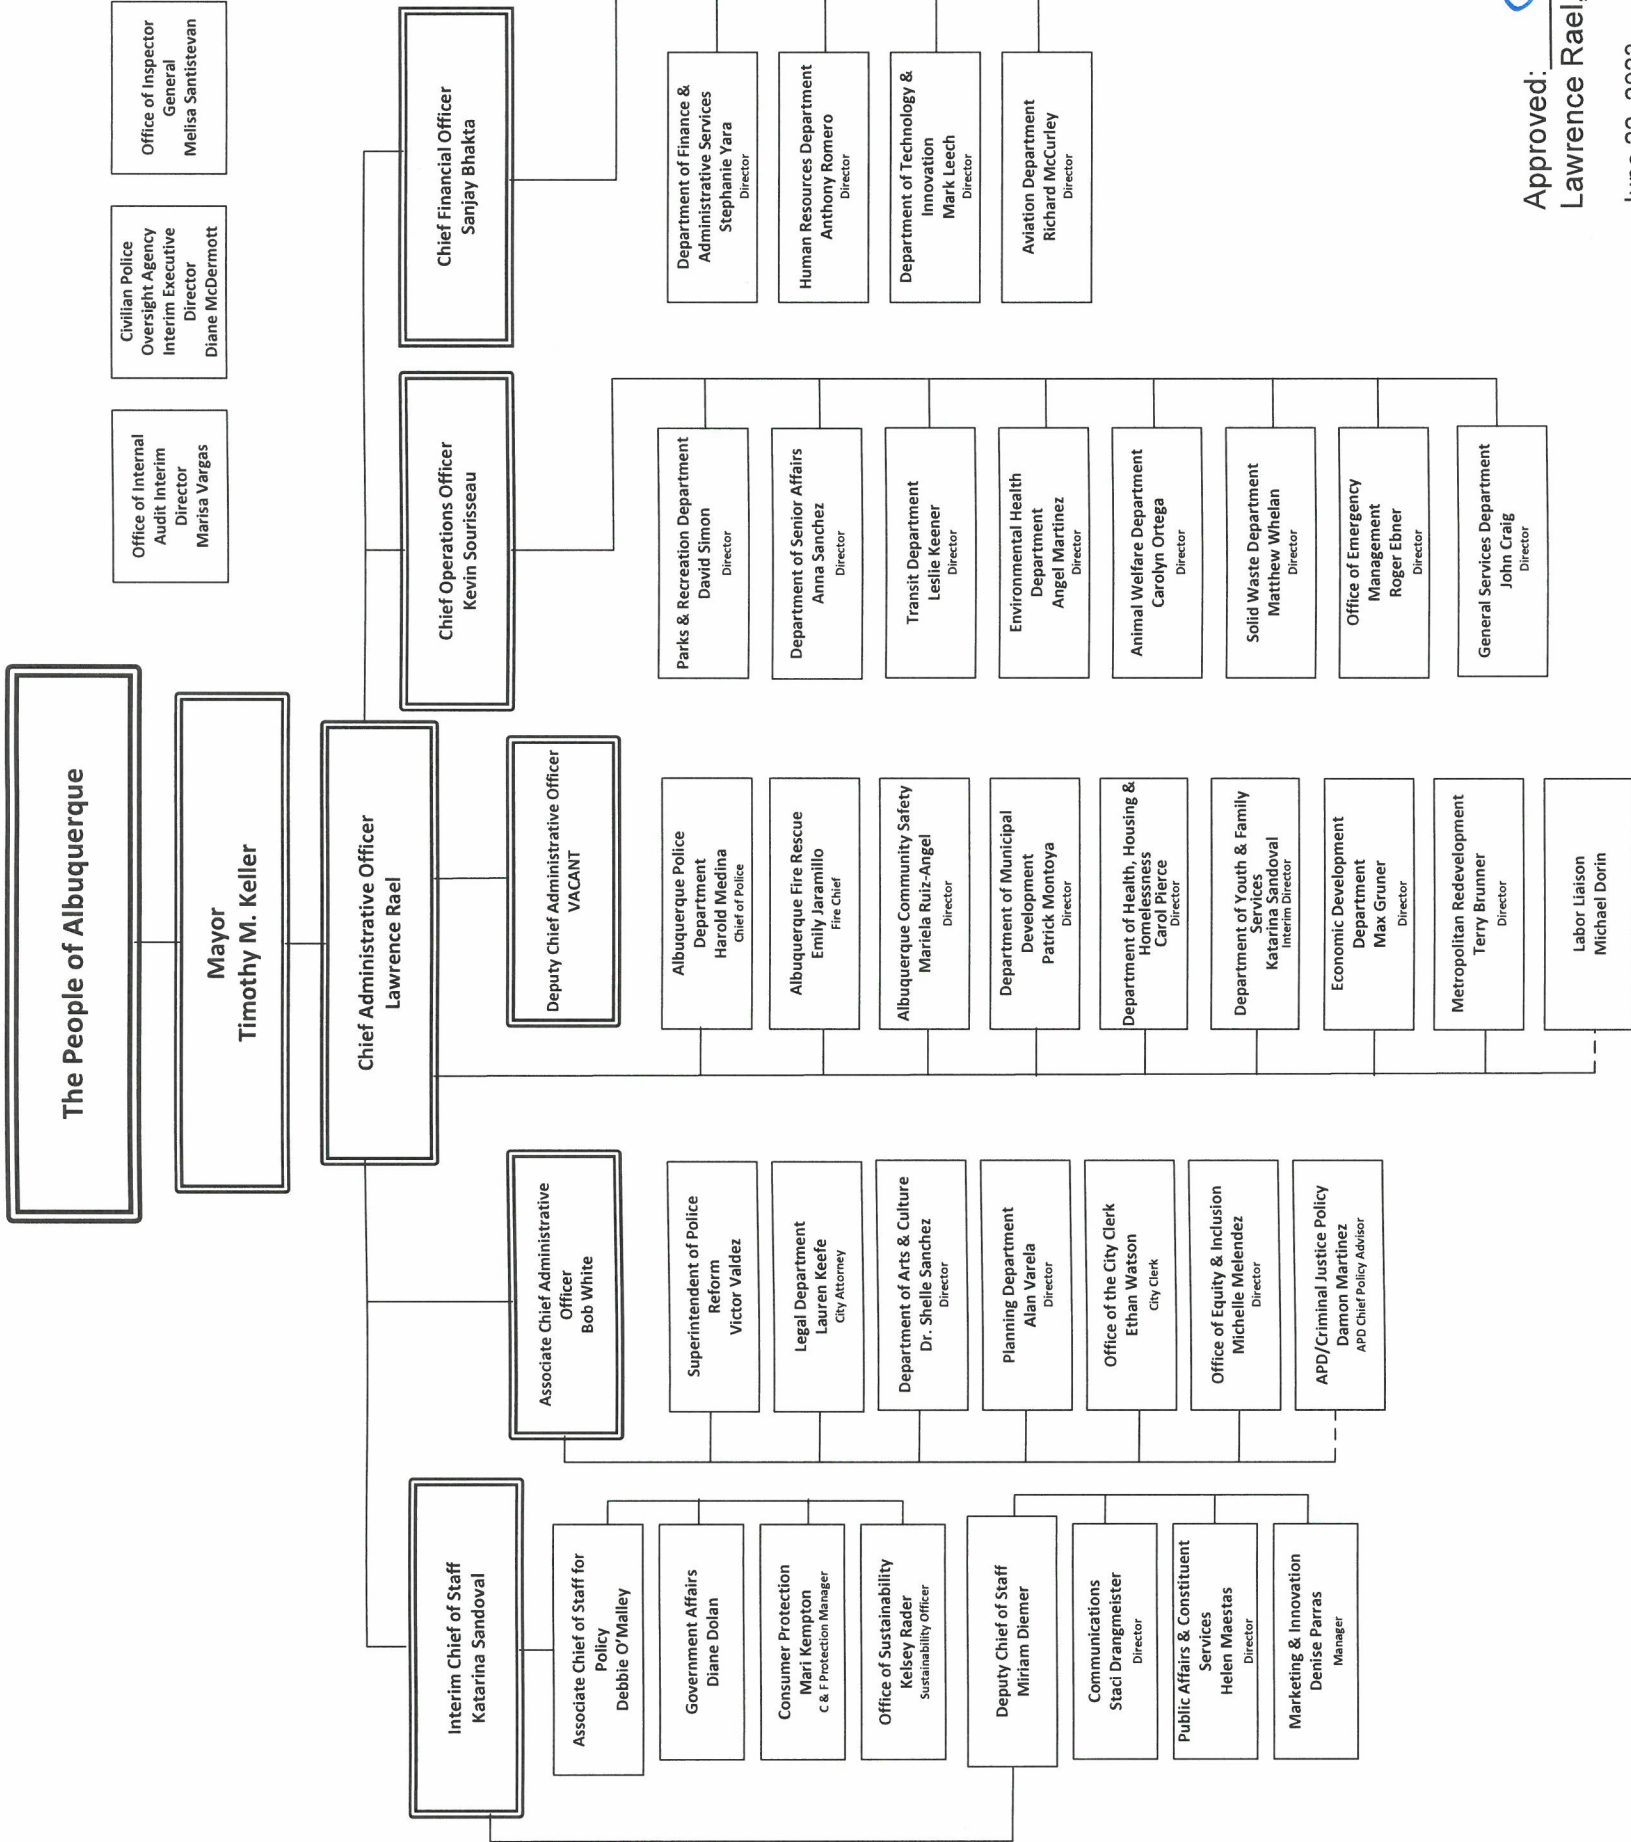 The People of Albuquerque
Mayor
Timothy M. Keller
Chief Administrative Officer
Lawrence Rael
Office of Internal
Audit Interim
Director
Marisa Vargas
Civilian Police
Oversight Agency
Interim Executive
Director
Diane McDermott
Office of Inspector
General
Melisa Santistevan
Interim Chief of Staff
Katarina Sandoval
Associate Chief of Staff for
Policy
Debbie O'Malley
Government Affairs
Diane Dolan
Consumer Protection
Mari Kempton
C & F Protection Manager
Office of Sustainability
Kelsey Rader
Sustainability Officer
Deputy Chief of Staff
Miriam Diemer
Communications
Staci Drangmeister
Director
Public Affairs & Constituent
Services
Helen Maestas
Director
Marketing & Innovation
Denise Parras
Manager
Associate Chief Administrative
Officer
Bob White
Superintendent of Police
Reform
Victor Valdez
Legal Department
Lauren Keefe
City Attorney
Department of Arts & Culture
Dr. Shelle Sanchez
Director
Planning Department
Alan Varela
Director
Office of the City Clerk
Ethan Watson
City Clerk
Office of Equity & Inclusion
Michelle Melendez
Director
APD/Criminal Justice Policy
Damon Martinez
APD Chief Policy Advisor
Deputy Chief Administrative Officer
VACANT
Albuquerque Police
Department
Harold Medina
Chief of Police
Albuquerque Fire Rescue
Emily Jaramillo
Fire Chief
Albuquerque Community Safety
Mariela Ruiz-Angel
Director
Department of Municipal
Development
Patrick Montoya
Director
Department of Health, Housing &
Homelessness
Carol Pierce
Director
Department of Youth & Family
Services
Katarina Sandoval
Interim Director
Economic Development
Department
Max Gruner
Director
Metropolitan Redevelopment
Terry Brunner
Director
Labor Liaison
Michael Dorin
Chief Operations Officer
Kevin Sourisseau
Parks & Recreation Department
David Simon
Director
Department of Senior Affairs
Anna Sanchez
Director
Transit Department
Leslie Keener
Director
Environmental Health
Department
Angel Martinez
Director
Animal Welfare Department
Carolyn Ortega
Director
Solid Waste Department
Matthew Whelan
Director
Office of Emergency
Management
Roger Ebner
Director
General Services Department
John Craig
Director
Chief Financial Officer
Sanjay Bhakta
Department of Finance &
Administrative Services
Stephanie Yara
Director
Human Resources Department
Anthony Romero
Director
Department of Technology &
Innovation
Mark Leech
Director
Aviation Department
Richard McCurley
Director
Approved:
Lawrence Rael,